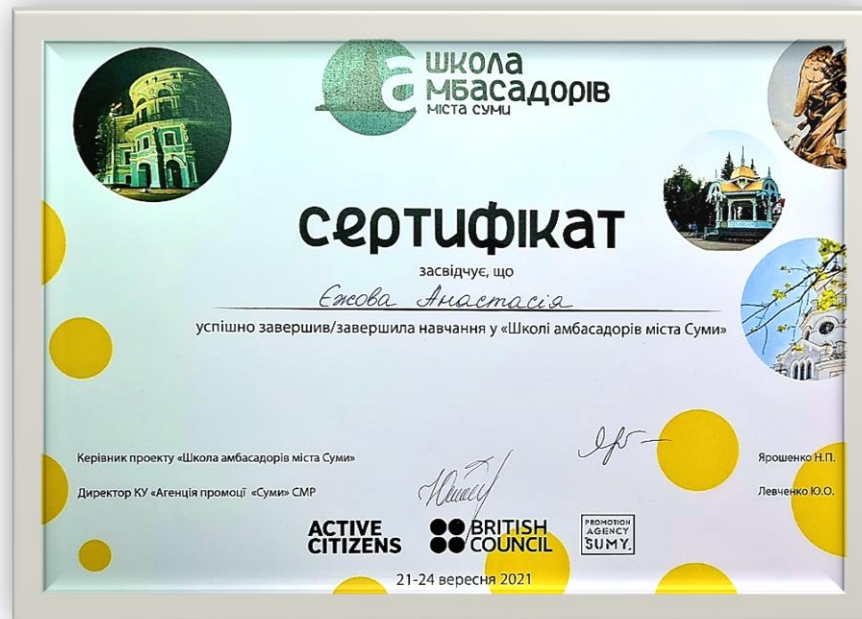 школа
амбасадорів
міста суми
сертифікат
засвідчує, що
Єжова Анастасія
успішно завершив/завершила навчання у «Школі амбасадорів міста Суми»
Керівник проекту «Школа амбасадорів міста Суми»
Ярошенко Н.П.
Директор КУ «Агенція промоції «Суми» СМР
Левченко Ю.О.
ACTIVE
CITIZENS
BRITISH
COUNCIL
PROMOTION
AGENCY
SUMY.
21-24 вересня 2021